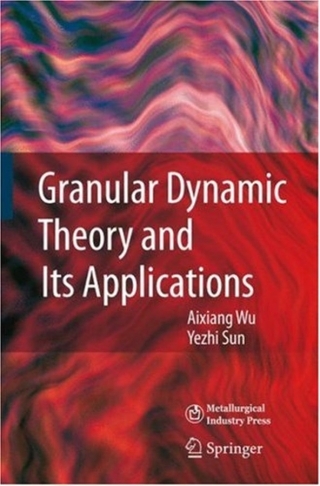 Granular Dynamic
Theory and
Its Applications
Aixiang Wu
Yezhi Sun
Metallurgical
Industry Press
Springer